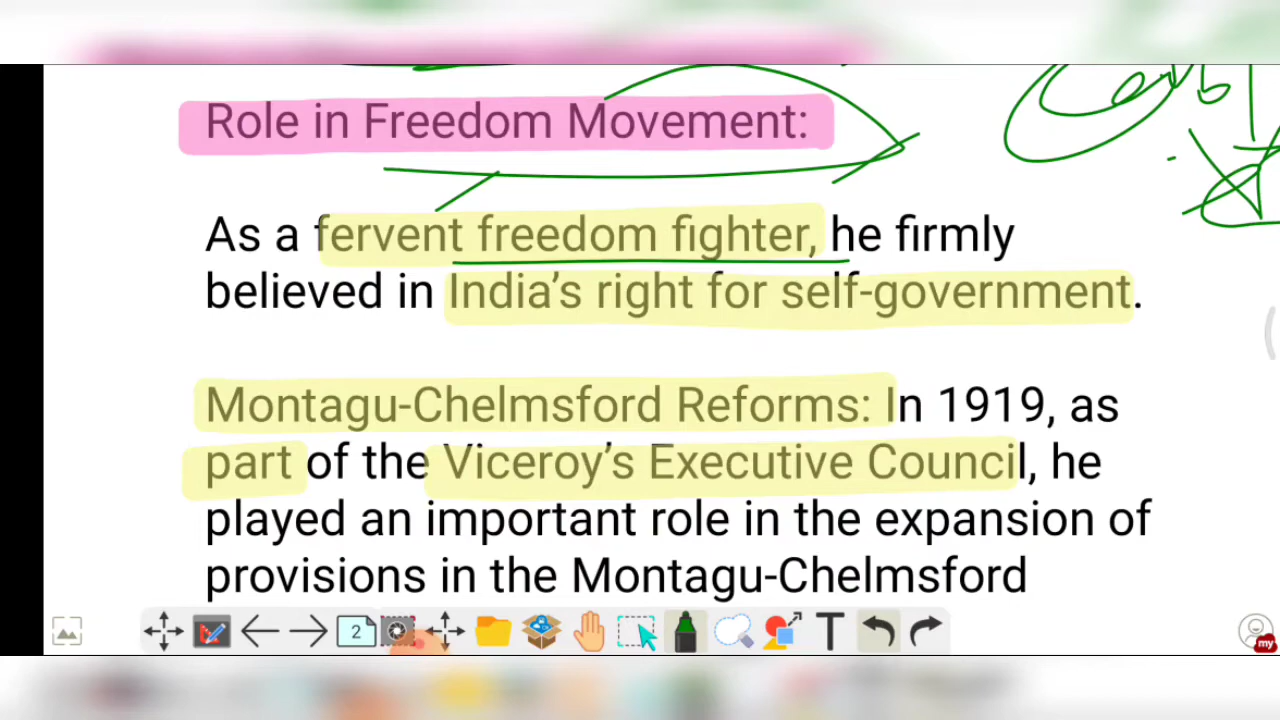 Role in Freedom Movement:
As a fervent freedom fighter, he firmly
believed in India’s right for self-government.
Montagu-Chelmsford Reforms: In 1919, as
part of the Viceroy’s Executive Council, he
played an important role in the expansion of
provisions in the Montagu-Chelmsford
2
T
my